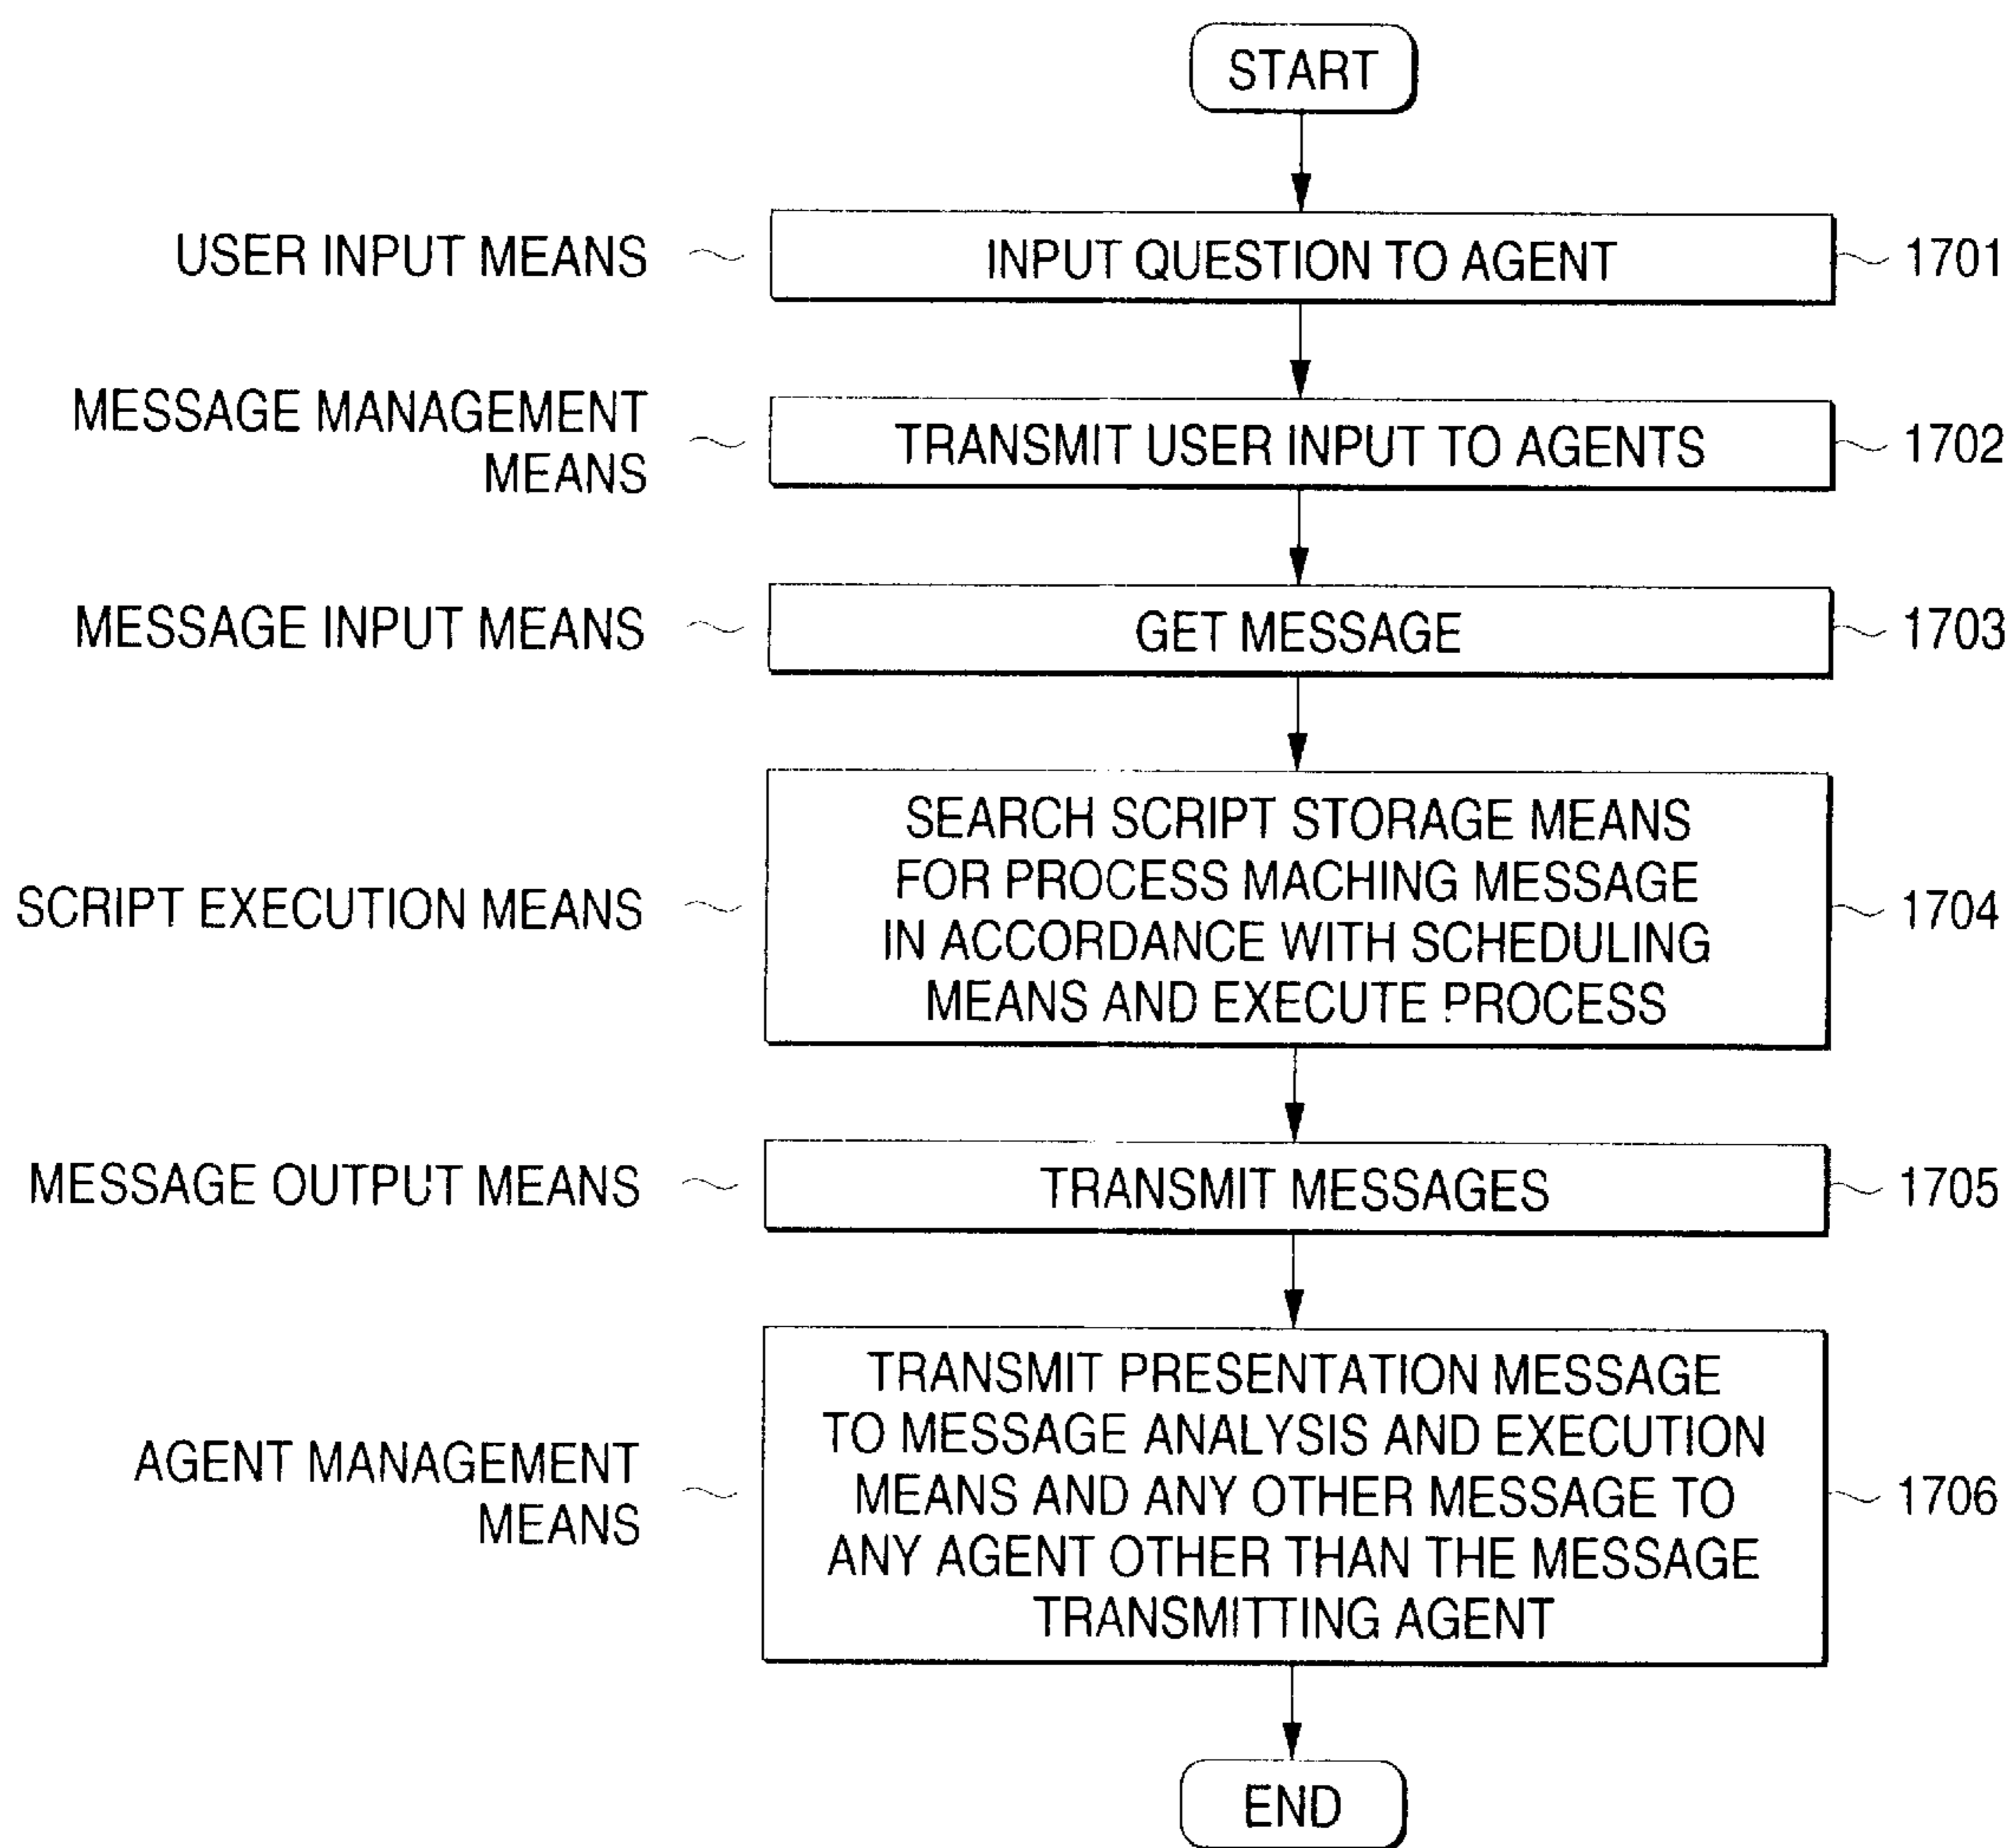 START
USER INPUT MEANS
INPUT QUESTION TO AGENT
1701
MESSAGE MANAGEMENT
MEANS
TRANSMIT USER INPUT TO AGENTS
1702
MESSAGE INPUT MEANS
GET MESSAGE
1703
SCRIPT EXECUTION MEANS
SEARCH SCRIPT STORAGE MEANS
FOR PROCESS MACHING MESSAGE
IN ACCORDANCE WITH SCHEDULING
MEANS AND EXECUTE PROCESS
1704
MESSAGE OUTPUT MEANS
TRANSMIT MESSAGES
1705
AGENT MANAGEMENT
MEANS
TRANSMIT PRESENTATION MESSAGE
TO MESSAGE ANALYSIS AND EXECUTION
MEANS AND ANY OTHER MESSAGE TO
ANY AGENT OTHER THAN THE MESSAGE
TRANSMITTING AGENT
1706
END